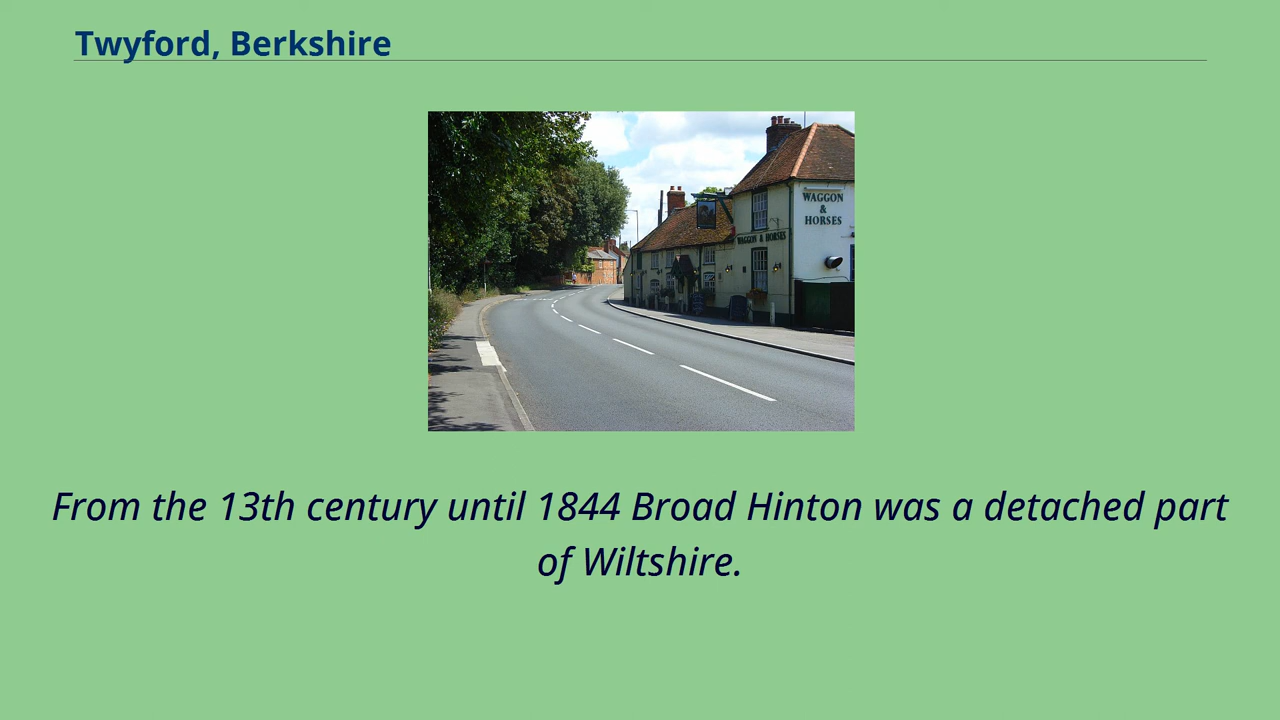 Twyford, Berkshire
WAGGON
&
HORSES
WAGGON & HORSES
From the 13th century until 1844 Broad Hinton was a detached part
of Wiltshire.